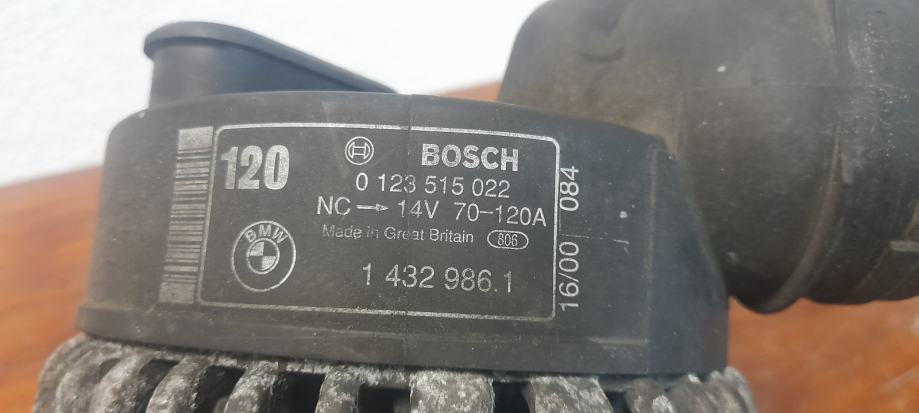 120
BOSCH
0 123 515 022
NC → 14V 70-120A
Made in Great Britain 806
BMW
1 432 986.1
16/00 084